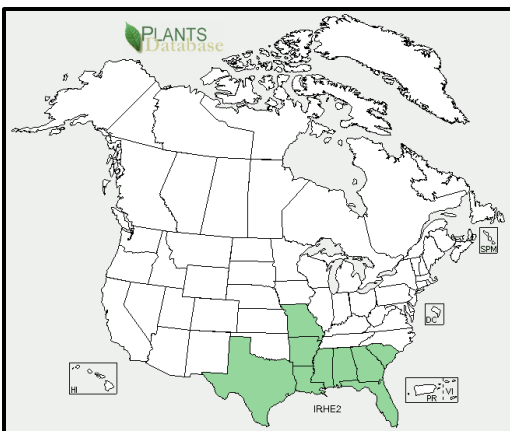 PLANTS
Database
SPM
DC
HI
PR
VI
IRHE2